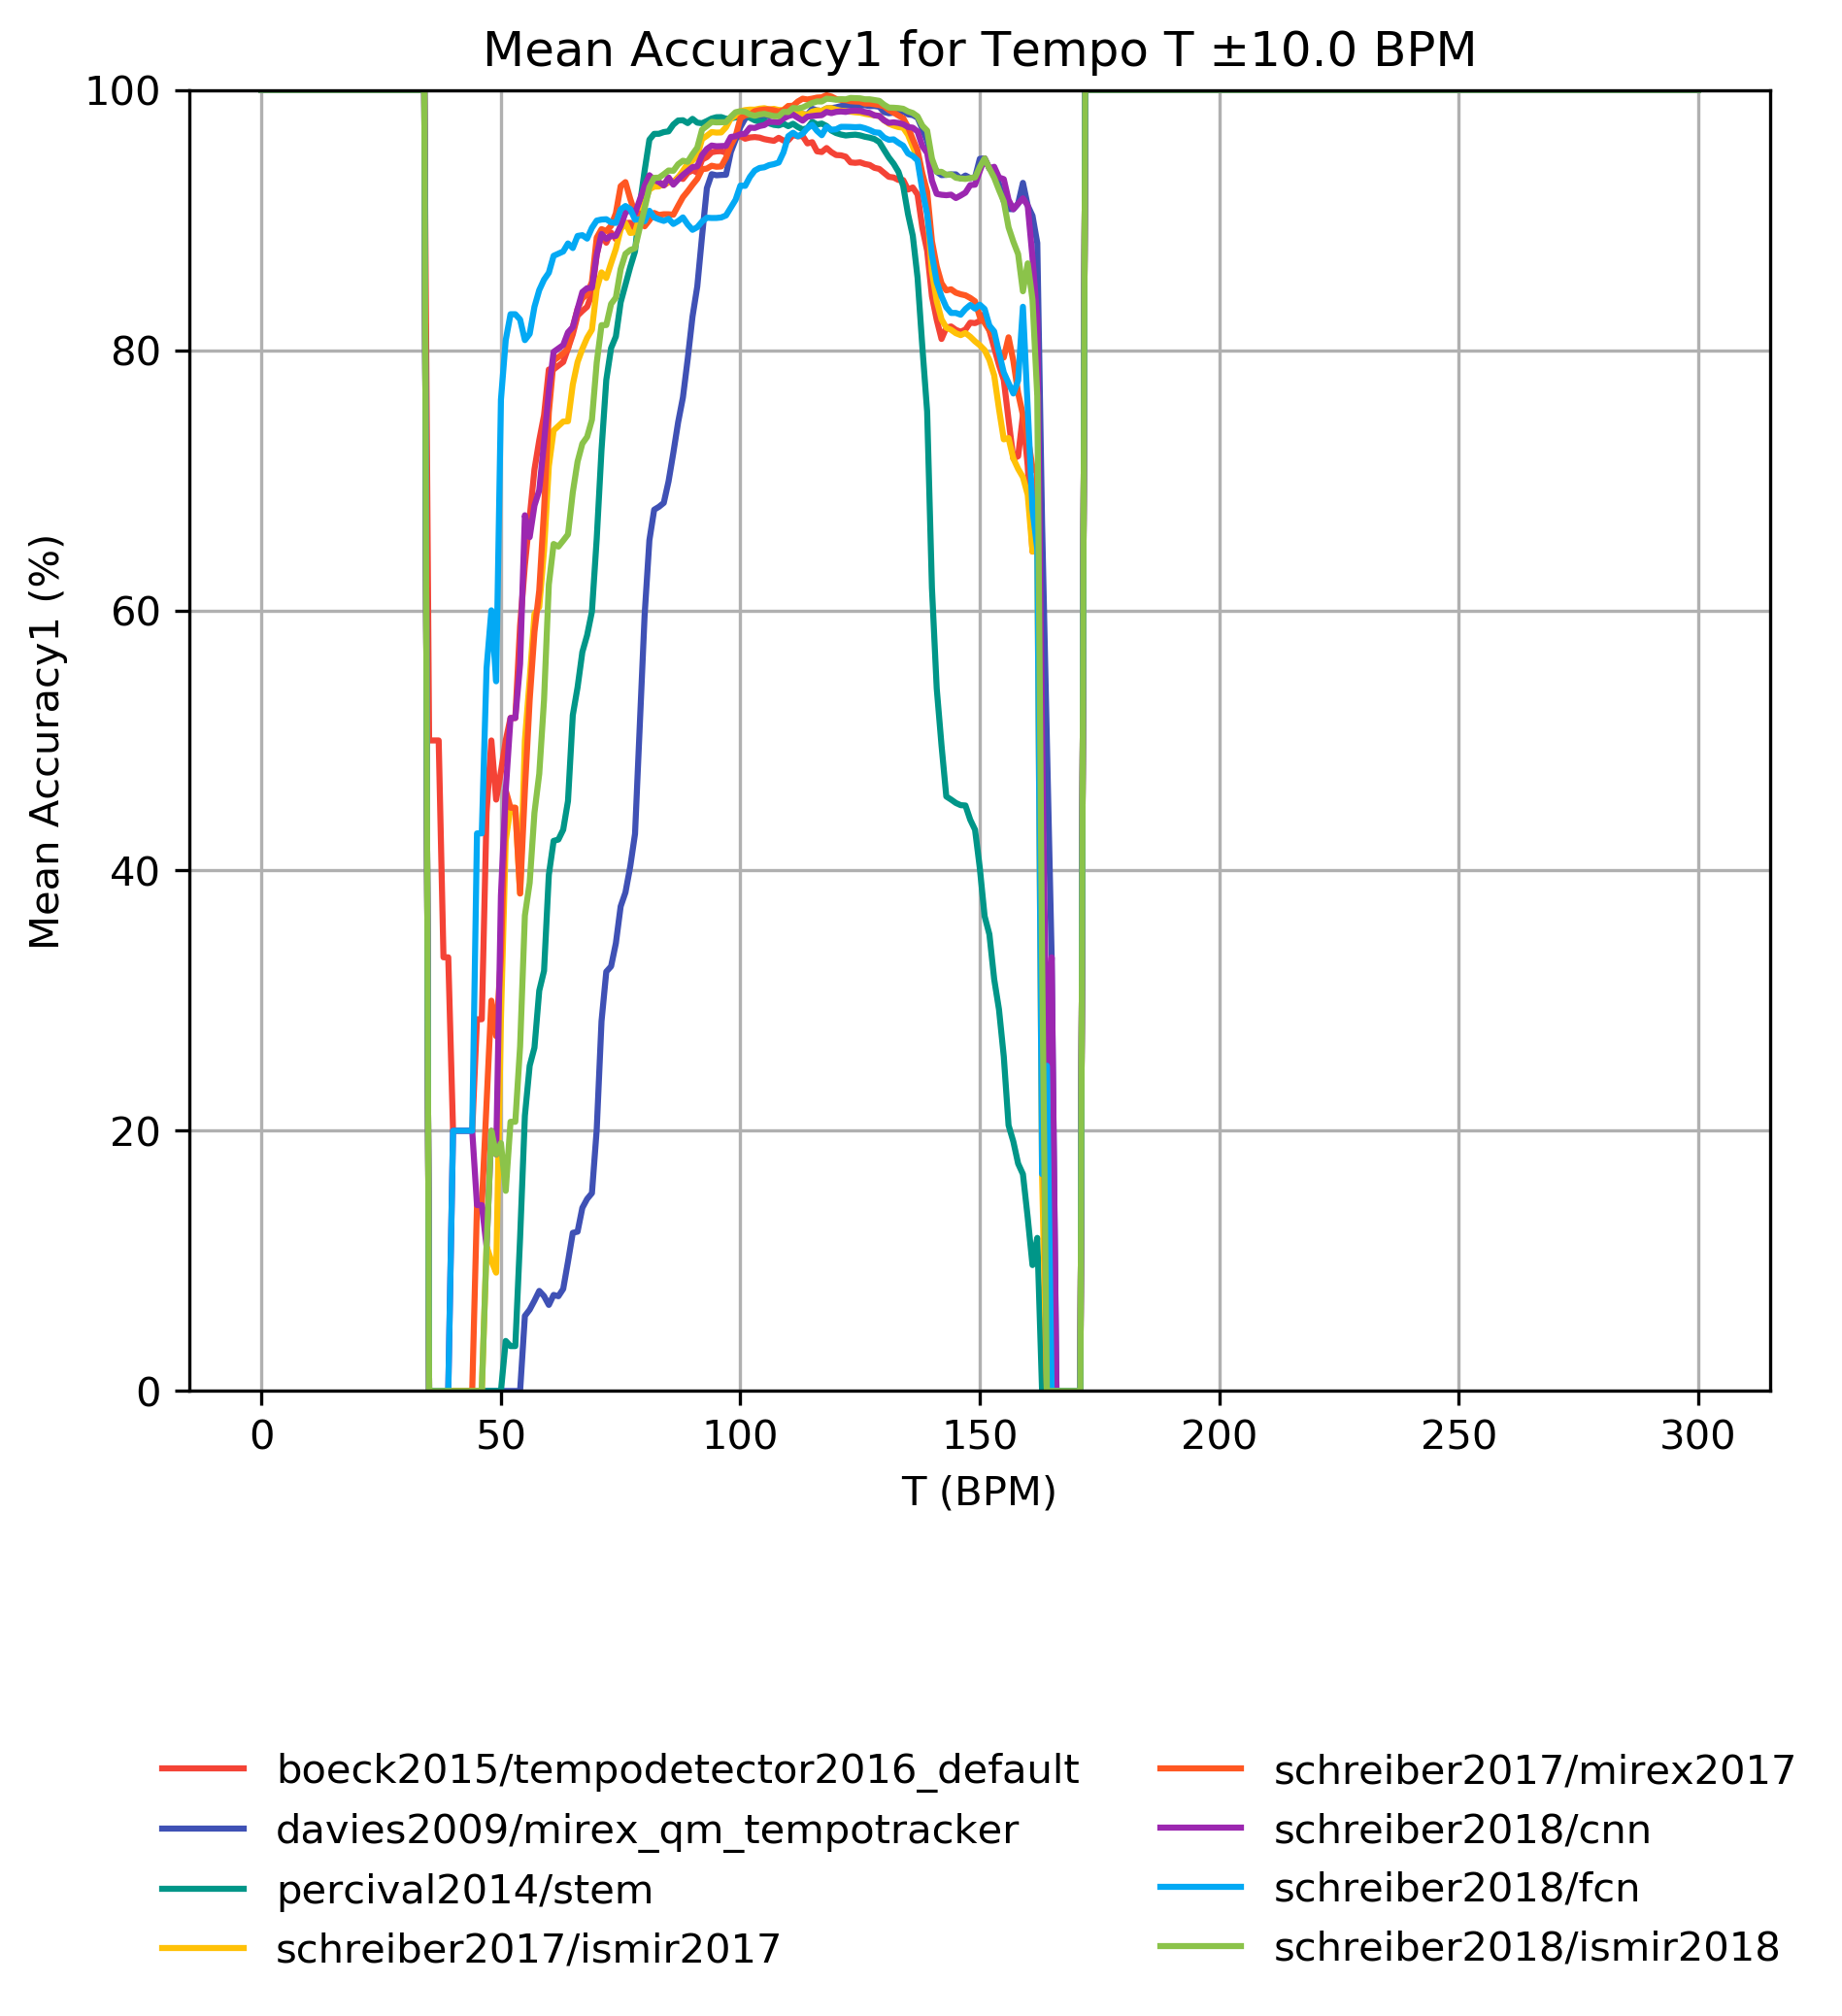 Mean Accuracy1 for Tempo T ±10.0 BPM
100
80
60
40
20
0
Mean Accuracy1 (%)
0 50 100 150 200 250 300
T (BPM)
boeck2015/tempodetector2016_default
davies2009/mirex_qm_tempotracker
percival2014/stem
schreiber2017/ismir2017
schreiber2017/mirex2017
schreiber2018/cnn
schreiber2018/fcn
schreiber2018/ismir2018